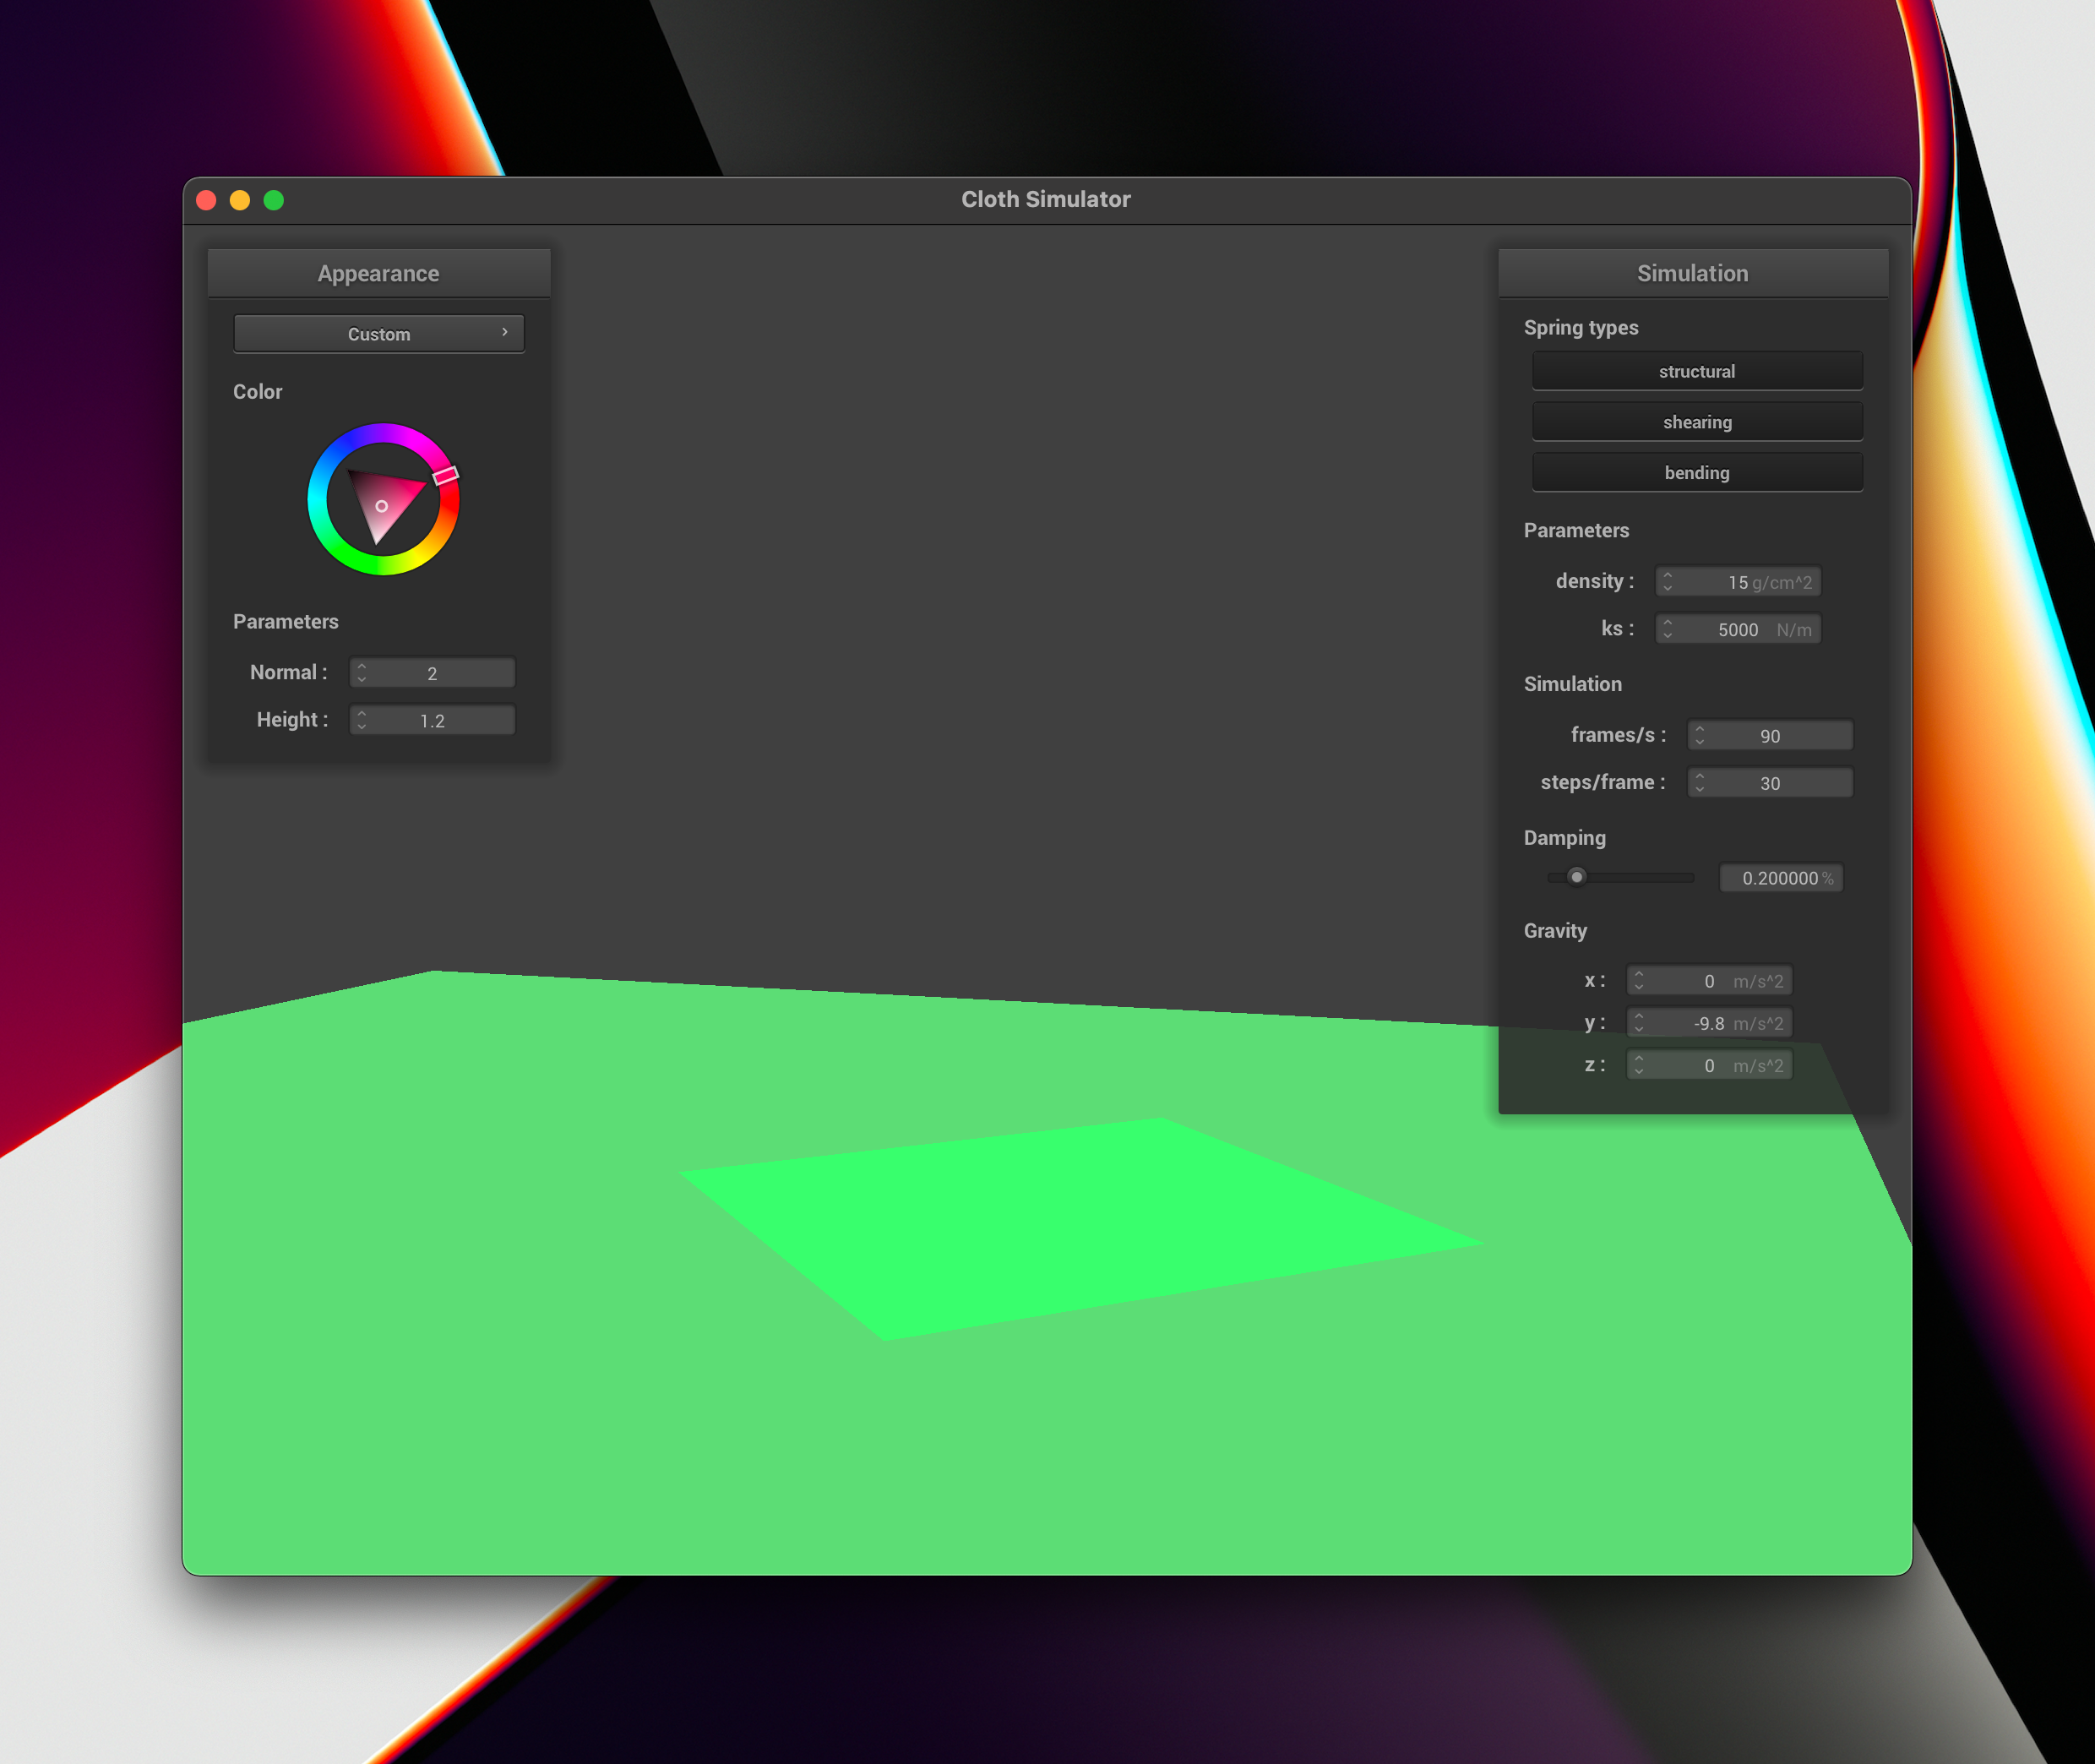 Cloth Simulator
Appearance
Custom
Color
Parameters
Normal : 2
Height : 1.2
Simulation
Spring types
structural
shearing
bending
Parameters
density : 15 g/cm^2
ks : 5000 N/m
Simulation
frames/s : 90
steps/frame : 30
Damping
0.200000 %
Gravity
x : 0 m/s^2
y : -9.8 m/s^2
z : 0 m/s^2